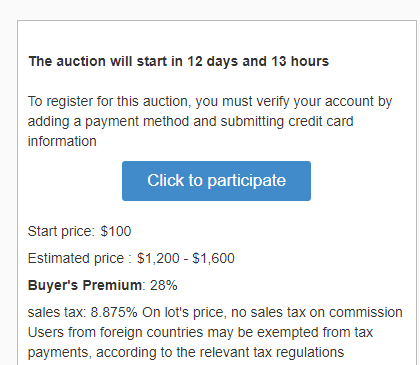 The auction will start in 12 days and 13 hours
To register for this auction, you must verify your account by
adding a payment method and submitting credit card
information
Click to participate
Start price: $100
Estimated price : $1,200 - $1,600
Buyer's Premium: 28%
sales tax: 8.875% On lot's price, no sales tax on commission
Users from foreign countries may be exempted from tax
payments, according to the relevant tax regulations